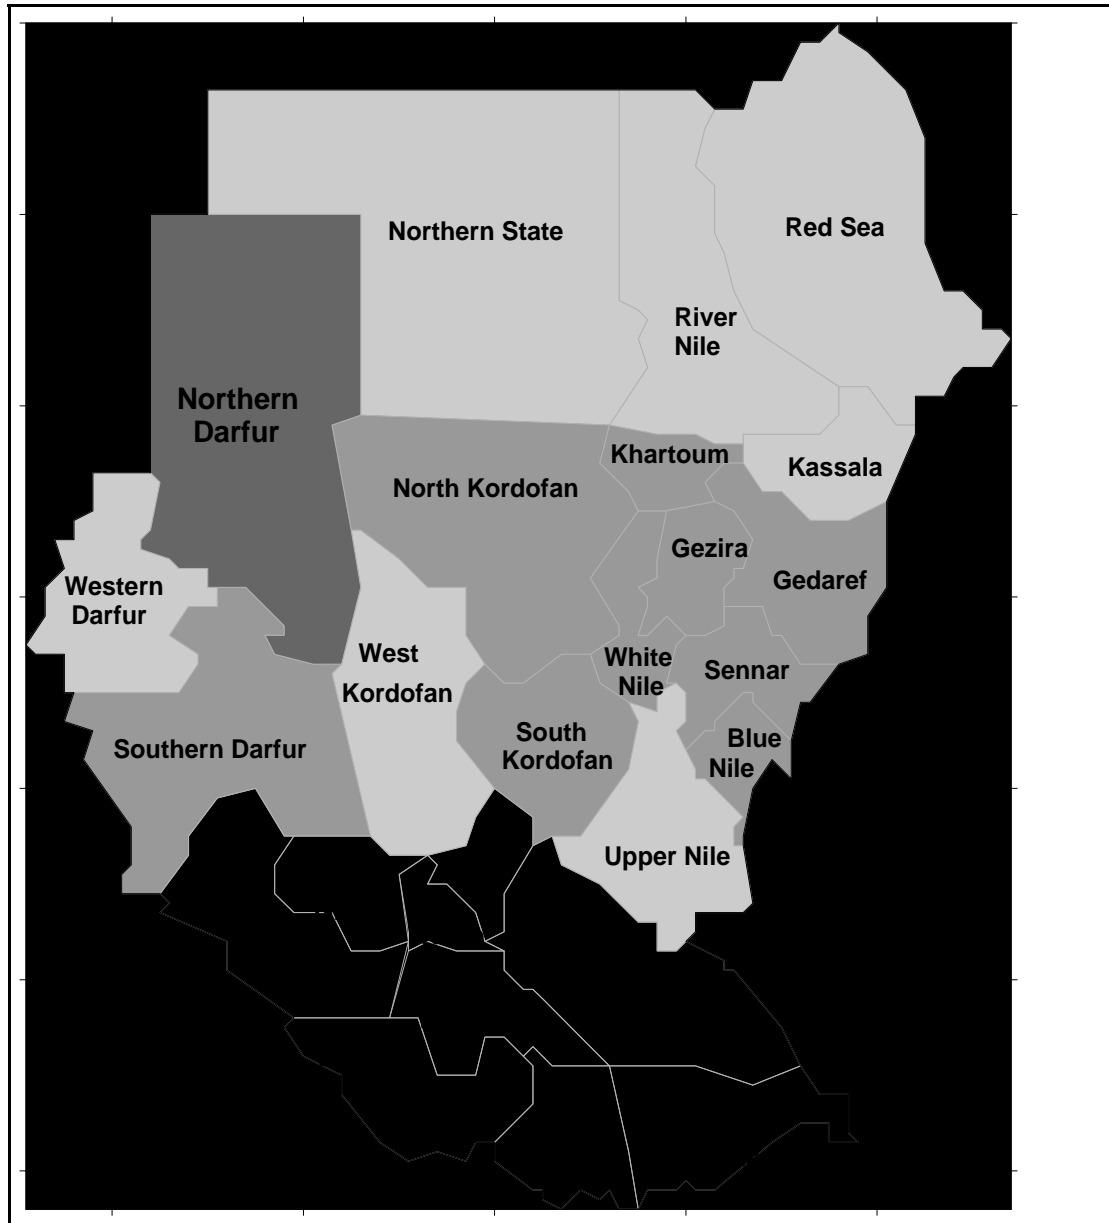 Northern State
Red Sea
River
Nile
Northern
Darfur
Khartoum
Kassala
North Kordofan
Gezira
Gedaref
Western
Darfur
West
Kordofan
White
Nile
Sennar
Southern Darfur
South
Kordofan
Blue
Nile
Upper Nile